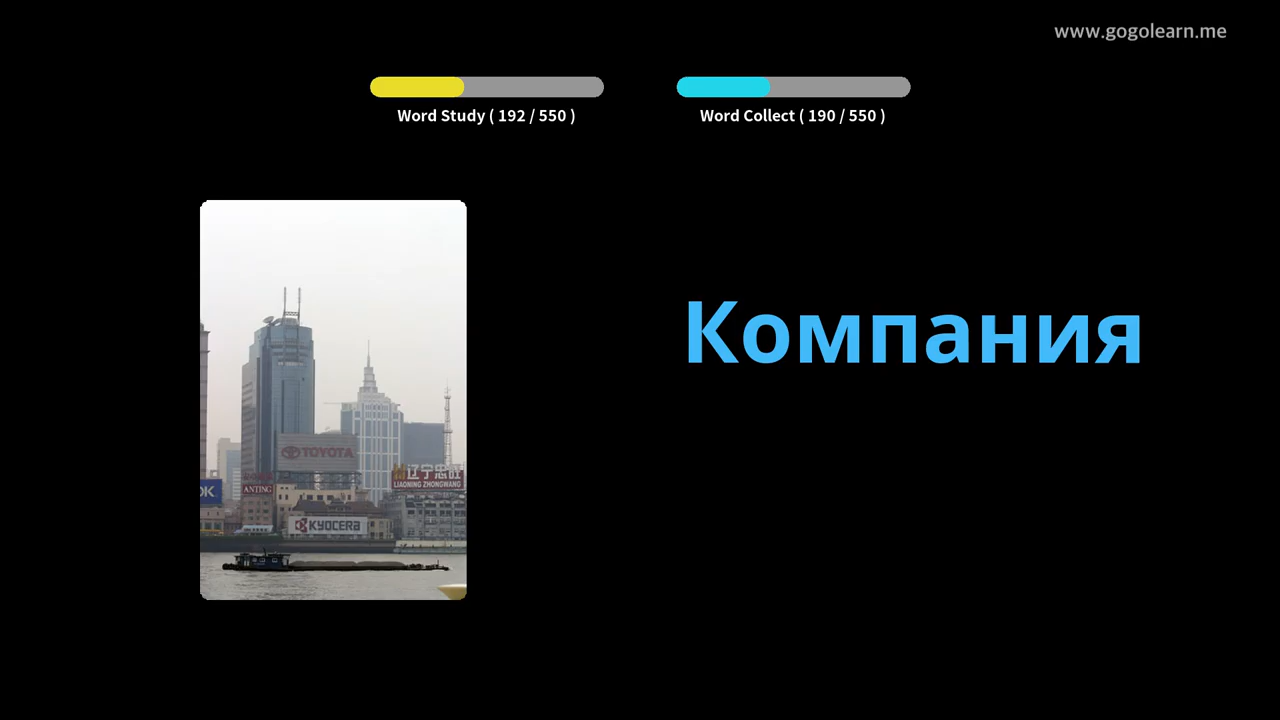 www.gogolearn.me
Word Study ( 192 / 550 )
Word Collect ( 190 / 550 )
Компания
TOYOTA
辽宁忠旺
LIAONING ZHONGWANG
OK
ANTING
KYOCERA